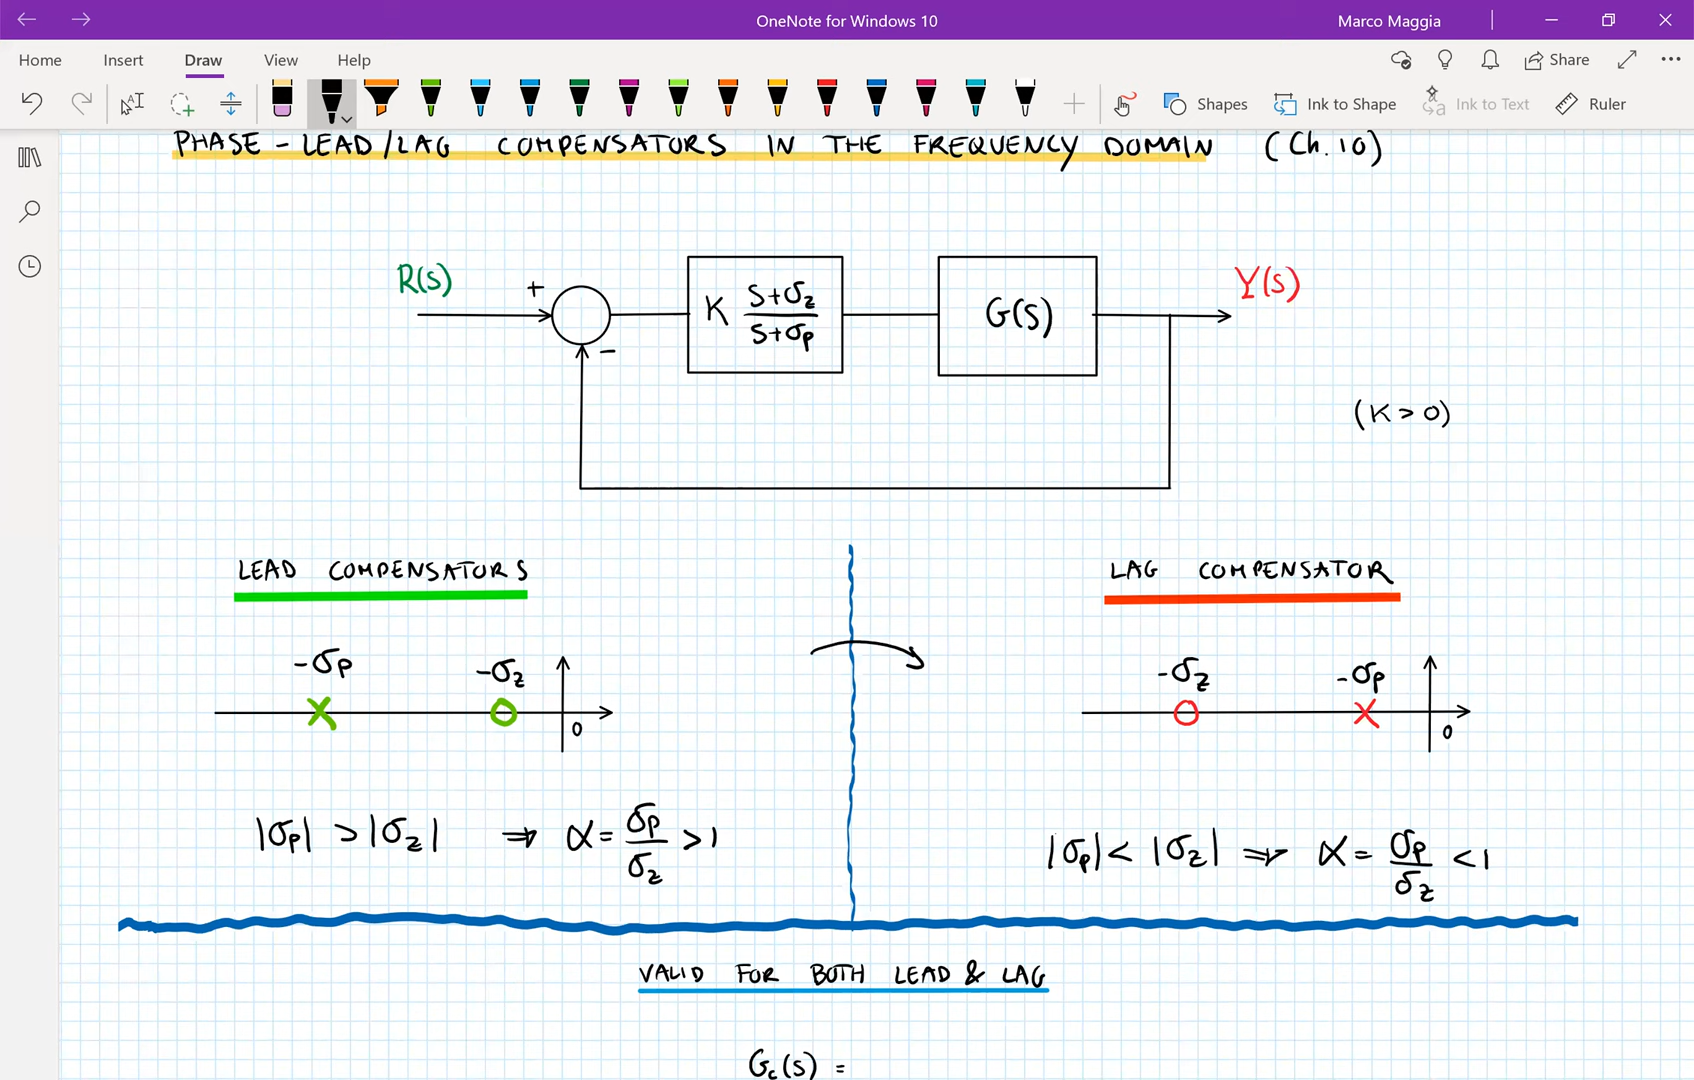 OneNote for Windows 10
Marco Maggia
Home Insert Draw View Help
Share
Shapes Ink to Shape Ink to Text Ruler
PHASE - LEAD/LAG COMPENSATORS IN THE FREQUENCY DOMAIN (Ch. 10)
R(s) + - K (s+σz)/(s+σp) G(s) Y(s)
(K > 0)
LEAD COMPENSATORS
-σp -σz 0
|σp| > |σz| ⇒ α = σp/σz > 1
LAG COMPENSATOR
-σz -σp 0
|σp| < |σz| ⇒ α = σp/σz < 1
VALID FOR BOTH LEAD & LAG
Gc(s) =